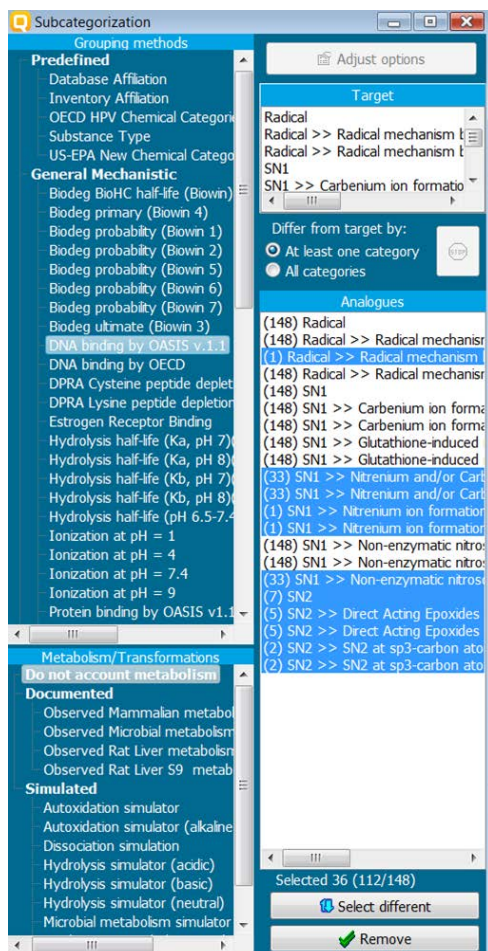 Subcategorization
Grouping methods
Predefined
Database Affiliation
Inventory Affiliation
OECD HPV Chemical Categori
Substance Type
US-EPA New Chemical Catego
General Mechanistic
Biodeg BioHC half-life (Biowin)
Biodeg primary (Biowin 4)
Biodeg probability (Biowin 1)
Biodeg probability (Biowin 2)
Biodeg probability (Biowin 5)
Biodeg probability (Biowin 6)
Biodeg probability (Biowin 7)
Biodeg ultimate (Biowin 3)
DNA binding by OASIS v.1.1
DNA binding by OECD
DPRA Cysteine peptide deplet
DPRA Lysine peptide depletion
Estrogen Receptor Binding
Hydrolysis half-life (Ka, pH 7)(
Hydrolysis half-life (Ka, pH 8)(
Hydrolysis half-life (Kb, pH 7)(
Hydrolysis half-life (Kb, pH 8)(
Hydrolysis half-life (pH 6.5-7.4
Ionization at pH = 1
Ionization at pH = 4
Ionization at pH = 7.4
Ionization at pH = 9
Protein binding by OASIS v1.1
Metabolism/Transformations
Do not account metabolism
Documented
Observed Mammalian metabol
Observed Microbial metabolism
Observed Rat Liver metabolism
Observed Rat Liver S9 metab
Simulated
Autoxidation simulator
Autoxidation simulator (alkaline
Dissociation simulation
Hydrolysis simulator (acidic)
Hydrolysis simulator (basic)
Hydrolysis simulator (neutral)
Microbial metabolism simulator
Adjust options
Target
Radical
Radical >> Radical mechanism b
Radical >> Radical mechanism b
SN1
SN1 >> Carbenium ion formatio
Differ from target by:
At least one category
All categories
STOP
Analogues
(148) Radical
(148) Radical >> Radical mechanisr
(1) Radical >> Radical mechanism
(148) Radical >> Radical mechanisr
(148) SN1
(148) SN1 >> Carbenium ion forma
(148) SN1 >> Carbenium ion forma
(148) SN1 >> Glutathione-induced
(148) SN1 >> Glutathione-induced
(33) SN1 >> Nitrenium and/or Cart
(33) SN1 >> Nitrenium and/or Cart
(1) SN1 >> Nitrenium ion formation
(1) SN1 >> Nitrenium ion formation
(148) SN1 >> Non-enzymatic nitro
(148) SN1 >> Non-enzymatic nitro
(33) SN1 >> Non-enzymatic nitros
(7) SN2
(5) SN2 >> Direct Acting Epoxides
(5) SN2 >> Direct Acting Epoxides
(2) SN2 >> SN2 at sp3-carbon ato
(2) SN2 >> SN2 at sp3-carbon ato
Selected 36 (112/148)
Select different
Remove